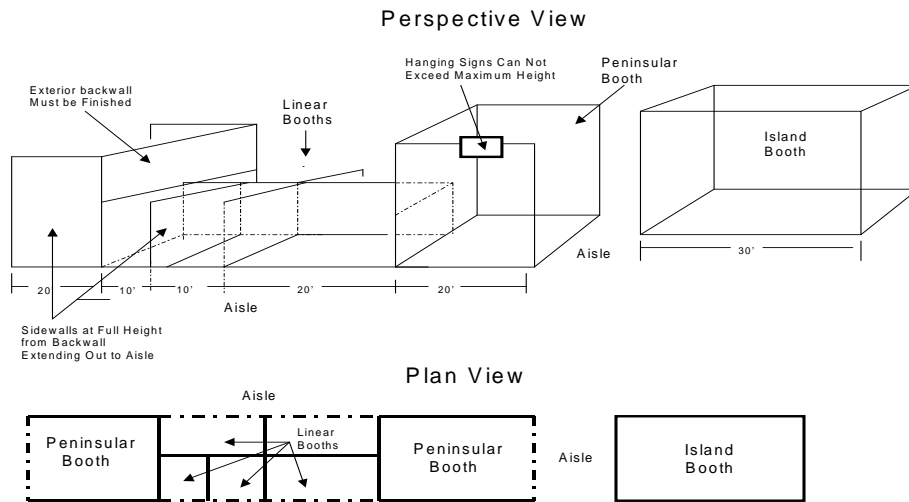 Perspective View
Exterior backwall
Must be Finished
Linear
Booths
Hanging Signs Can Not
Exceed Maximum Height
Peninsular
Booth
Island
Booth
Aisle
20'
10'
10'
20'
20'
30'
Aisle
Sidewalls at Full Height
from Backwall
Extending Out to Aisle
Plan View
Aisle
Peninsular
Booth
Linear
Booths
Peninsular
Booth
Aisle
Island
Booth